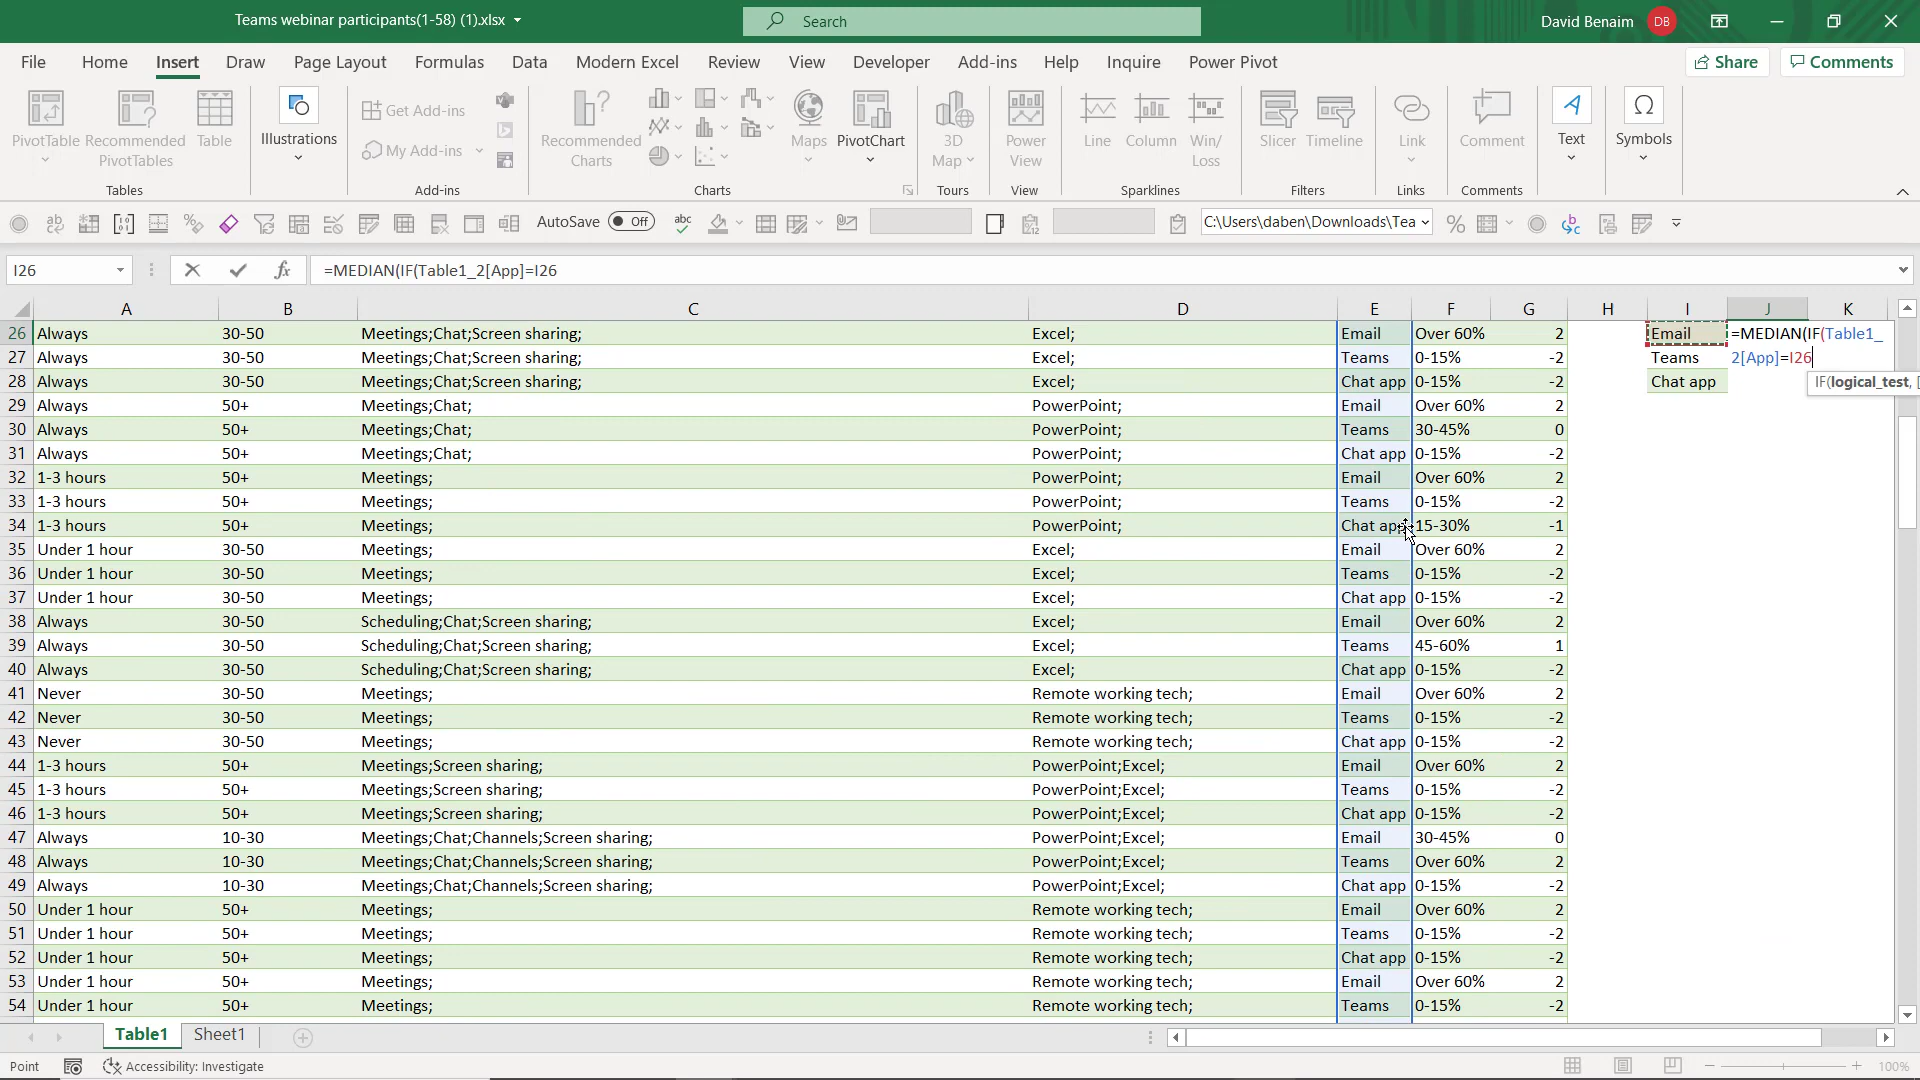 Teams webinar participants(1-58) (1).xlsx
Search
David Benaim DB
File Home Insert Draw Page Layout Formulas Data Modern Excel Review View Developer Add-ins Help Inquire Power Pivot Share Comments
PivotTable Recommended PivotTables Table Illustrations Get Add-ins My Add-ins Recommended Charts Maps PivotChart 3D Map Power View Line Column Win/Loss Slicer Timeline Link Comment Text Symbols
Tables Add-ins Charts Tours View Sparklines Filters Links Comments
AutoSave Off C:\Users\daben\Downloads\Tea
I26 fx =MEDIAN(IF(Table1_2[App]=I26
A B C D E F G H I J K
26 Always 30-50 Meetings;Chat;Screen sharing; Excel; Email Over 60% 2 Email =MEDIAN(IF(Table1_
27 Always 30-50 Meetings;Chat;Screen sharing; Excel; Teams 0-15% -2 Teams 2[App]=I26
28 Always 30-50 Meetings;Chat;Screen sharing; Excel; Chat app 0-15% -2 Chat app IF(logical_test, [
29 Always 50+ Meetings;Chat; PowerPoint; Email Over 60% 2
30 Always 50+ Meetings;Chat; PowerPoint; Teams 30-45% 0
31 Always 50+ Meetings;Chat; PowerPoint; Chat app 0-15% -2
32 1-3 hours 50+ Meetings; PowerPoint; Email Over 60% 2
33 1-3 hours 50+ Meetings; PowerPoint; Teams 0-15% -2
34 1-3 hours 50+ Meetings; PowerPoint; Chat app 15-30% -1
35 Under 1 hour 30-50 Meetings; Excel; Email Over 60% 2
36 Under 1 hour 30-50 Meetings; Excel; Teams 0-15% -2
37 Under 1 hour 30-50 Meetings; Excel; Chat app 0-15% -2
38 Always 30-50 Scheduling;Chat;Screen sharing; Excel; Email Over 60% 2
39 Always 30-50 Scheduling;Chat;Screen sharing; Excel; Teams 45-60% 1
40 Always 30-50 Scheduling;Chat;Screen sharing; Excel; Chat app 0-15% -2
41 Never 30-50 Meetings; Remote working tech; Email Over 60% 2
42 Never 30-50 Meetings; Remote working tech; Teams 0-15% -2
43 Never 30-50 Meetings; Remote working tech; Chat app 0-15% -2
44 1-3 hours 50+ Meetings;Screen sharing; PowerPoint;Excel; Email Over 60% 2
45 1-3 hours 50+ Meetings;Screen sharing; PowerPoint;Excel; Teams 0-15% -2
46 1-3 hours 50+ Meetings;Screen sharing; PowerPoint;Excel; Chat app 0-15% -2
47 Always 10-30 Meetings;Chat;Channels;Screen sharing; PowerPoint;Excel; Email 30-45% 0
48 Always 10-30 Meetings;Chat;Channels;Screen sharing; PowerPoint;Excel; Teams Over 60% 2
49 Always 10-30 Meetings;Chat;Channels;Screen sharing; PowerPoint;Excel; Chat app 0-15% -2
50 Under 1 hour 50+ Meetings; Remote working tech; Email Over 60% 2
51 Under 1 hour 50+ Meetings; Remote working tech; Teams 0-15% -2
52 Under 1 hour 50+ Meetings; Remote working tech; Chat app 0-15% -2
53 Under 1 hour 50+ Meetings; Remote working tech; Email Over 60% 2
54 Under 1 hour 50+ Meetings; Remote working tech; Teams 0-15% -2
Table1 Sheet1
Point Accessibility: Investigate 100%